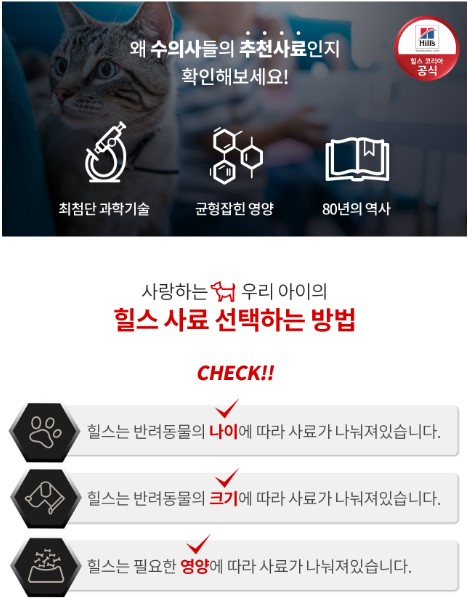 왜 수의사들의 추천사료인지
확인해보세요!
Hill's
힐스 코리아
공식
최첨단 과학기술
균형잡힌 영양
80년의 역사
사랑하는 우리 아이의
힐스 사료 선택하는 방법
CHECK!!
힐스는 반려동물의 나이에 따라 사료가 나눠져있습니다.
힐스는 반려동물의 크기에 따라 사료가 나눠져있습니다.
힐스는 필요한 영양에 따라 사료가 나눠져있습니다.